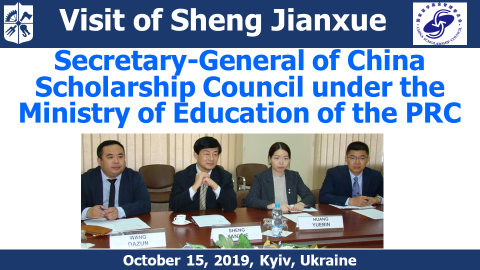 Visit of Sheng Jianxue
Secretary-General of China
Scholarship Council under the
Ministry of Education of the PRC
WANG
DAZUN
SHENG
HUANG
YUEBIN
October 15, 2019, Kyiv, Ukraine